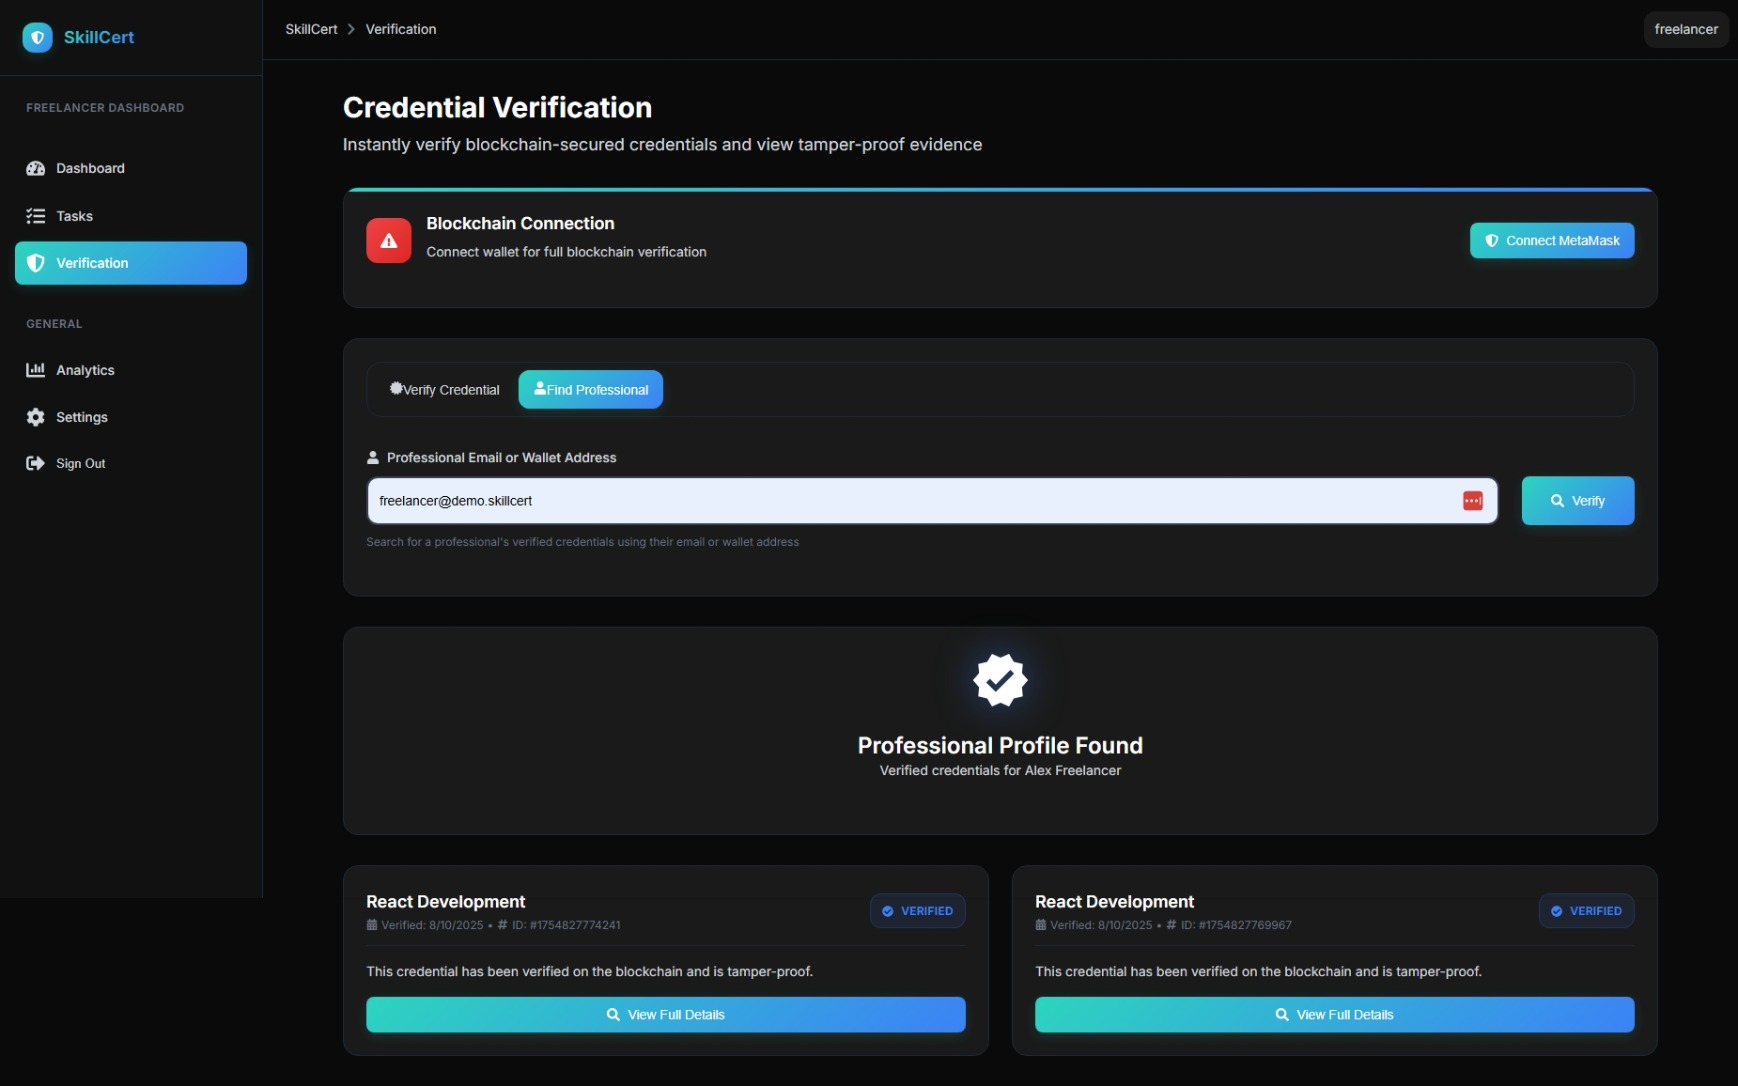 SkillCert
FREELANCER DASHBOARD
Dashboard
Tasks
Verification
GENERAL
Analytics
Settings
Sign Out
SkillCert > Verification
freelancer
Credential Verification
Instantly verify blockchain-secured credentials and view tamper-proof evidence
Blockchain Connection
Connect wallet for full blockchain verification
Connect MetaMask
Verify Credential
Find Professional
Professional Email or Wallet Address
freelancer@demo.skillcert
Verify
Search for a professional's verified credentials using their email or wallet address
Professional Profile Found
Verified credentials for Alex Freelancer
React Development
Verified: 8/10/2025 • # ID: #1754827774241
VERIFIED
This credential has been verified on the blockchain and is tamper-proof.
View Full Details
React Development
Verified: 8/10/2025 • # ID: #1754827769967
VERIFIED
This credential has been verified on the blockchain and is tamper-proof.
View Full Details